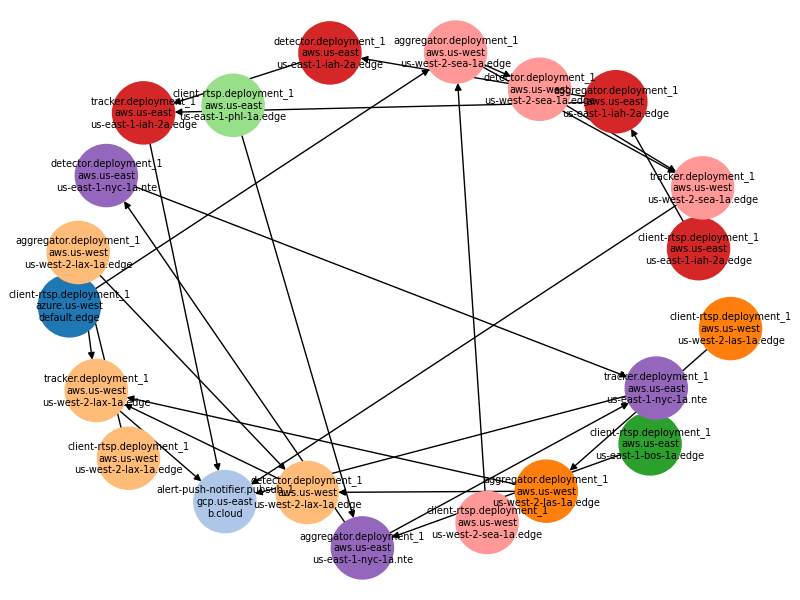 detector.deployment_1
aws.us-east
us-east-1-iah-2a.edge
aggregator.deployment_1
aws.us-west
us-west-2-sea-1a.edge
detector.deployment_1
aws.us-west
us-west-2-sea-1a.edge
aggregator.deployment_1
aws.us-east
us-east-1-iah-2a.edge
tracker.deployment_1
aws.us-east
us-east-1-iah-2a.edge
client-rtsp.deployment_1
aws.us-east
us-east-1-phl-1a.edge
detector.deployment_1
aws.us-east
us-east-1-nyc-1a.nte
tracker.deployment_1
aws.us-west
us-west-2-sea-1a.edge
aggregator.deployment_1
aws.us-west
us-west-2-lax-1a.edge
client-rtsp.deployment_1
aws.us-east
us-east-1-iah-2a.edge
client-rtsp.deployment_1
azure.us-west
default.edge
client-rtsp.deployment_1
aws.us-west
us-west-2-las-1a.edge
tracker.deployment_1
aws.us-west
us-west-2-lax-1a.edge
tracker.deployment_1
aws.us-east
us-east-1-nyc-1a.nte
client-rtsp.deployment_1
aws.us-west
us-west-2-lax-1a.edge
client-rtsp.deployment_1
aws.us-east
us-east-1-bos-1a.edge
alert-push-notifier.pubsub_1
gcp.us-east
b.cloud
detector.deployment_1
aws.us-west
us-west-2-lax-1a.edge
aggregator.deployment_1
aws.us-west
us-west-2-las-1a.edge
client-rtsp.deployment_1
aws.us-west
us-west-2-sea-1a.edge
aggregator.deployment_1
aws.us-east
us-east-1-nyc-1a.nte